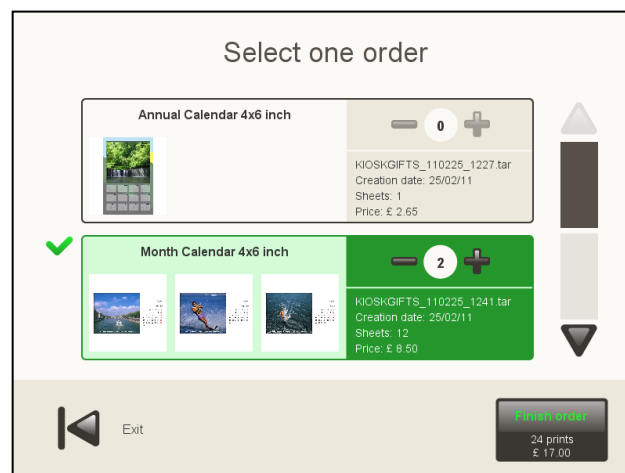 Select one order
Annual Calendar 4x6 inch
0
KIOSKGIFTS_110225_1227.tar
Creation date: 25/02/11
Sheets: 1
Price: £ 2.65
Month Calendar 4x6 inch
2
KIOSKGIFTS_110225_1241.tar
Creation date: 25/02/11
Sheets: 12
Price: £ 8.50
Exit
Finish order
24 prints
£ 17.00